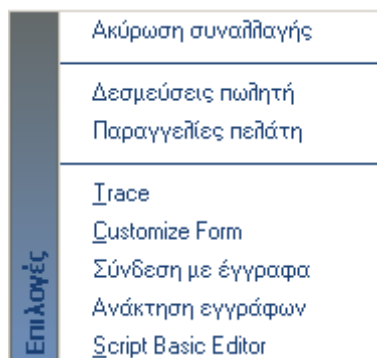 Ακύρωση συναλλαγής
Δεσμεύσεις πωλητή
Παραγγελίες πελάτη
Trace
Customize Form
Σύνδεση με έγγραφα
Ανάκτηση εγγράφων
Script Basic Editor
Επιλογές